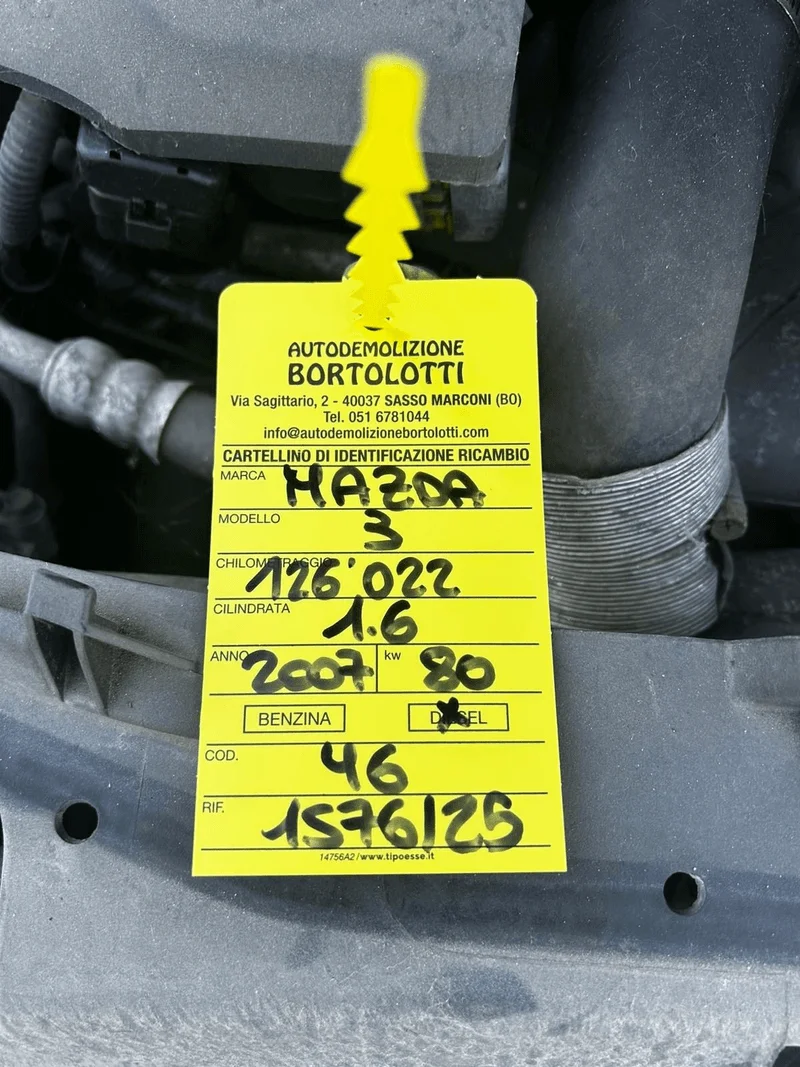 AUTODEMOLIZIONE
BORTOLOTTI
Via Sagittario, 2 - 40037 SASSO MARCONI (BO)
Tel. 051 6781044
info@autodemolizionebortolotti.com
CARTELLINO DI IDENTIFICAZIONE RICAMBIO
MARCA MAZDA
MODELLO 3
CHILOMETRAGGIO 126'022
CILINDRATA 1.6
ANNO 2007 kw 80
BENZINA DIESEL
COD. 46
RIF. 1576/25
14756A2/www.tipoesse.it